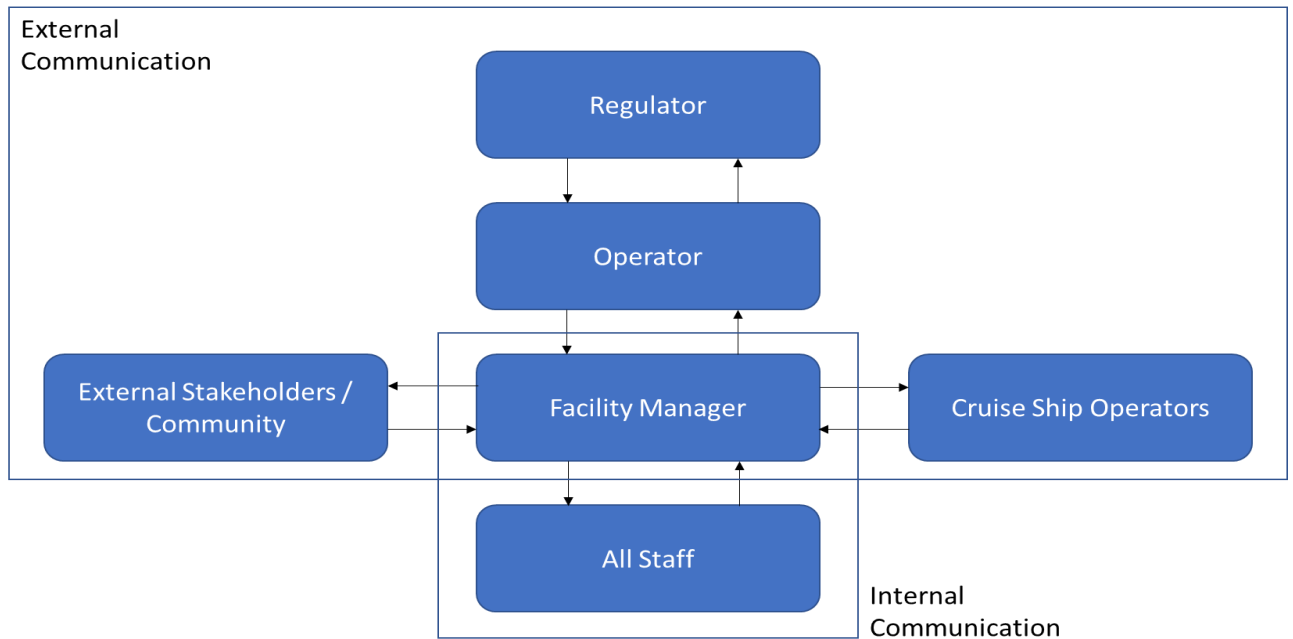 External
Communication
Regulator
Operator
External Stakeholders /
Community
Facility Manager
Cruise Ship Operators
All Staff
Internal
Communication